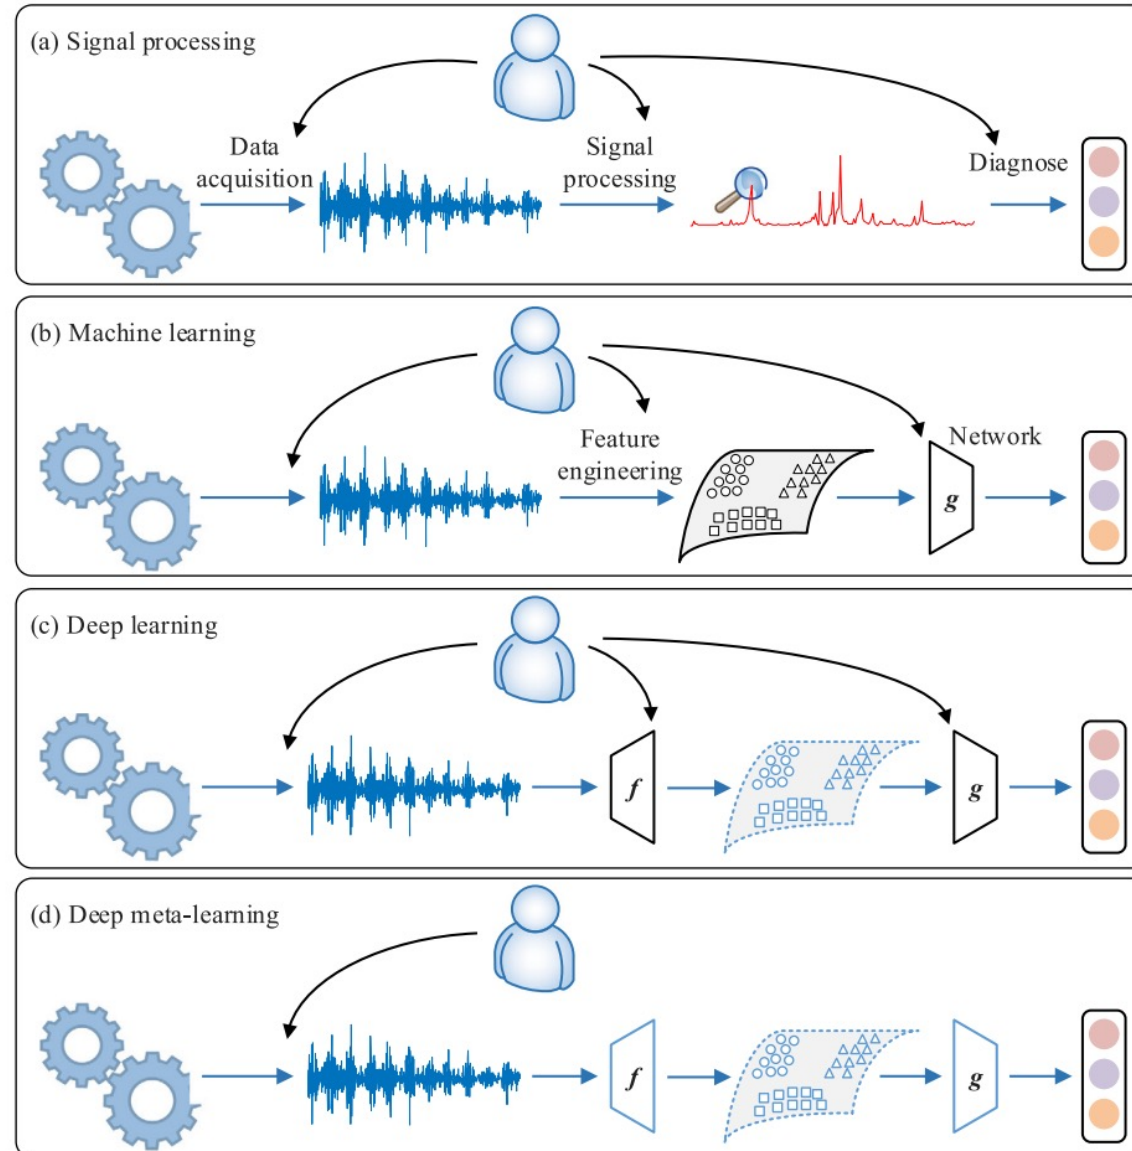 (a) Signal processing
Data
acquisition
Signal
processing
Diagnose
(b) Machine learning
Feature
engineering
Network
g
(c) Deep learning
f
g
(d) Deep meta-learning
f
g